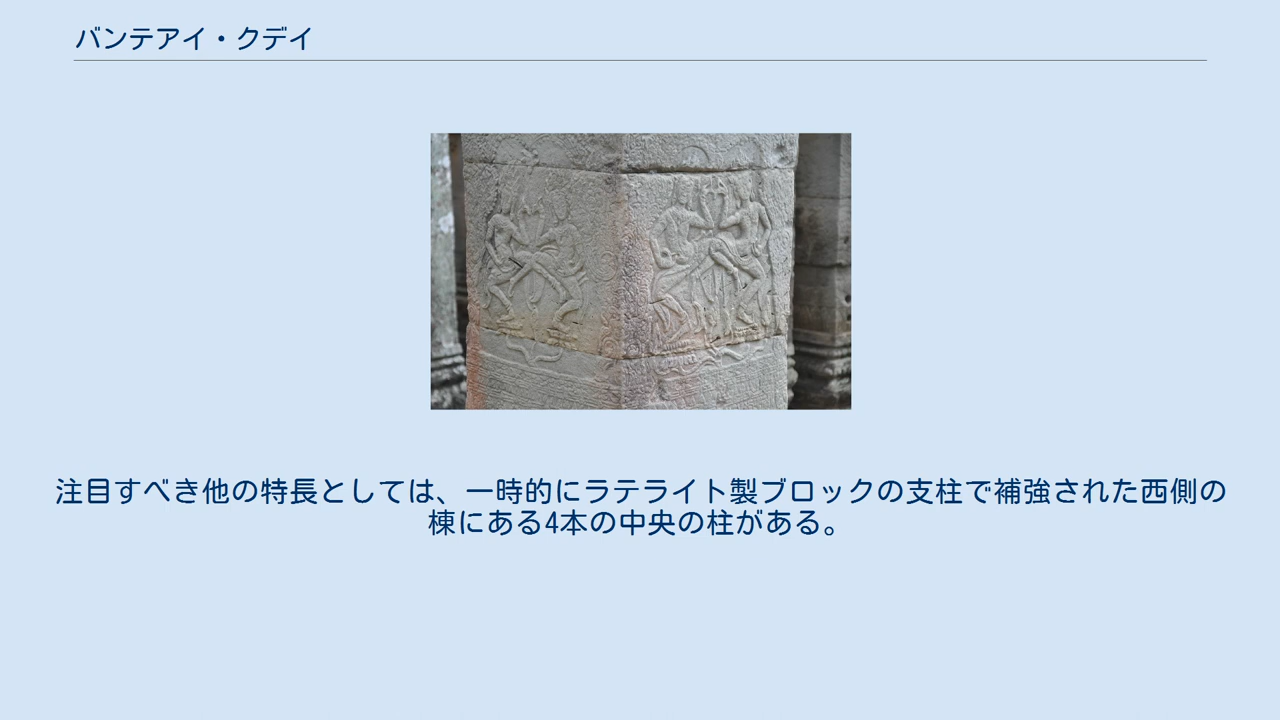 バンテアイ・クデイ
注目すべき他の特長としては、一時的にラテライト製ブロックの支柱で補強された西側の
棟にある4本の中央の柱がある。